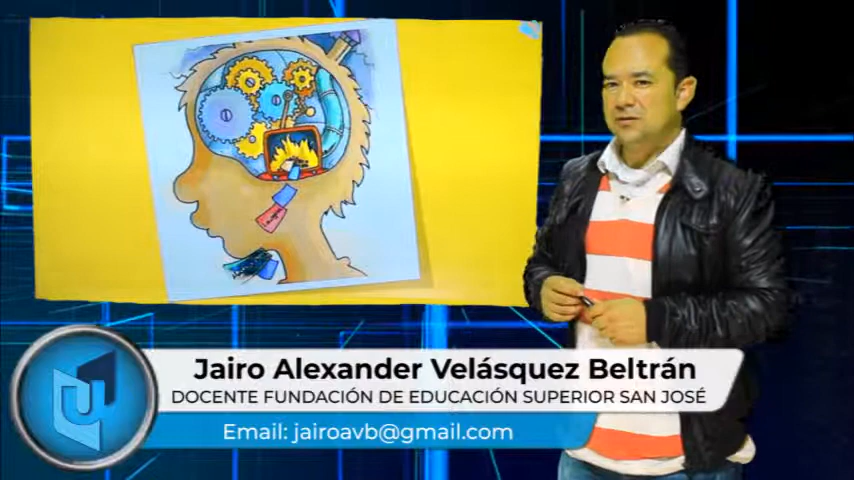 Jairo Alexander Velásquez Beltrán
DOCENTE FUNDACIÓN DE EDUCACIÓN SUPERIOR SAN JOSÉ
Email: jairoavb@gmail.com